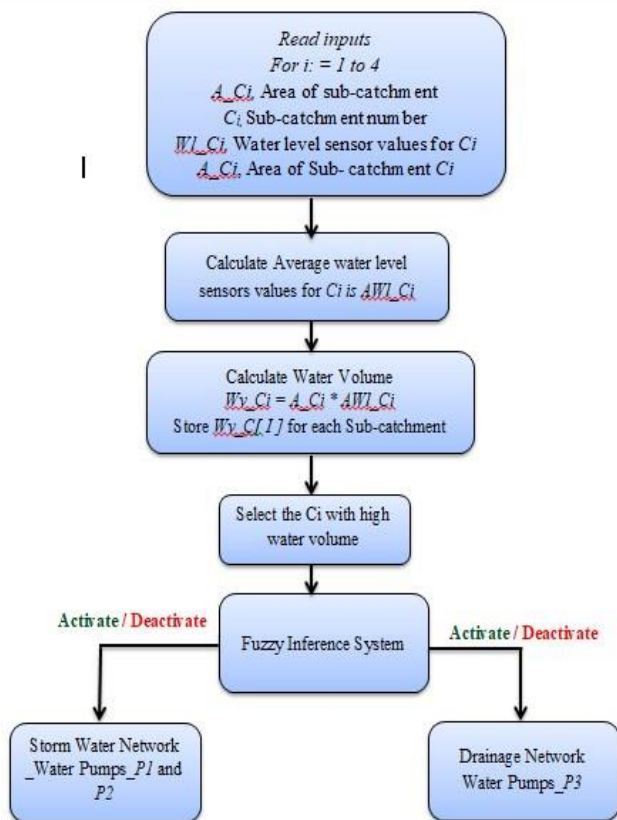 Read inputs
For i: = 1 to 4
A_Ci, Area of sub-catchment
Ci, Sub-catchment number
Wl_Ci, Water level sensor values for Ci
A_Ci, Area of Sub- catchment Ci
Calculate Average water level
sensors values for Ci is AWl_Ci
Calculate Water Volume
Wv_Ci = A_Ci * AWl_Ci
Store Wv_C[I] for each Sub-catchment
Select the Ci with high
water volume
Activate / Deactivate
Fuzzy Inference System
Activate / Deactivate
Storm Water Network
_Water Pumps_P1 and
P2
Drainage Network
Water Pumps_P3